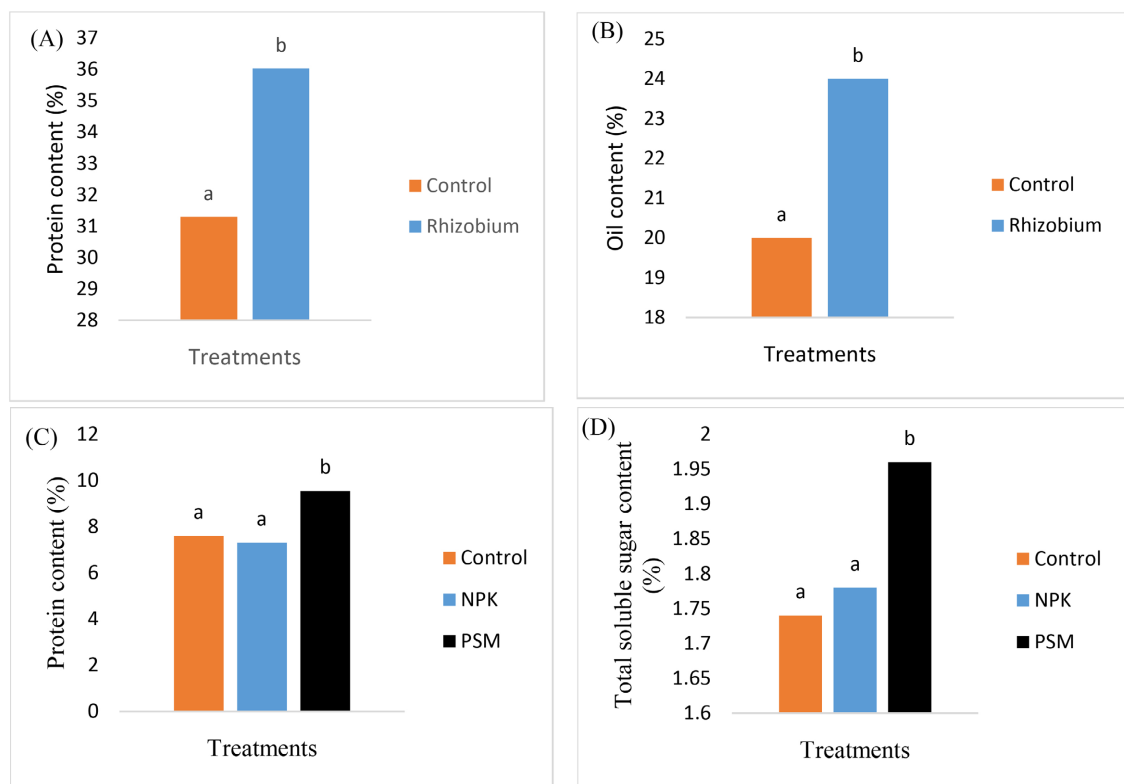 (A)
Protein content (%)
37
36
35
34
33
32
31
30
29
28
a
b
Treatments
Control
Rhizobium
(B)
Oil content (%)
25
24
23
22
21
20
19
18
a
b
Treatments
Control
Rhizobium
(C)
Protein content (%)
12
10
8
6
4
2
0
a
a
b
Treatments
Control
NPK
PSM
(D)
Total soluble sugar content
(%)
2
1.95
1.9
1.85
1.8
1.75
1.7
1.65
1.6
a
a
b
Treatments
Control
NPK
PSM